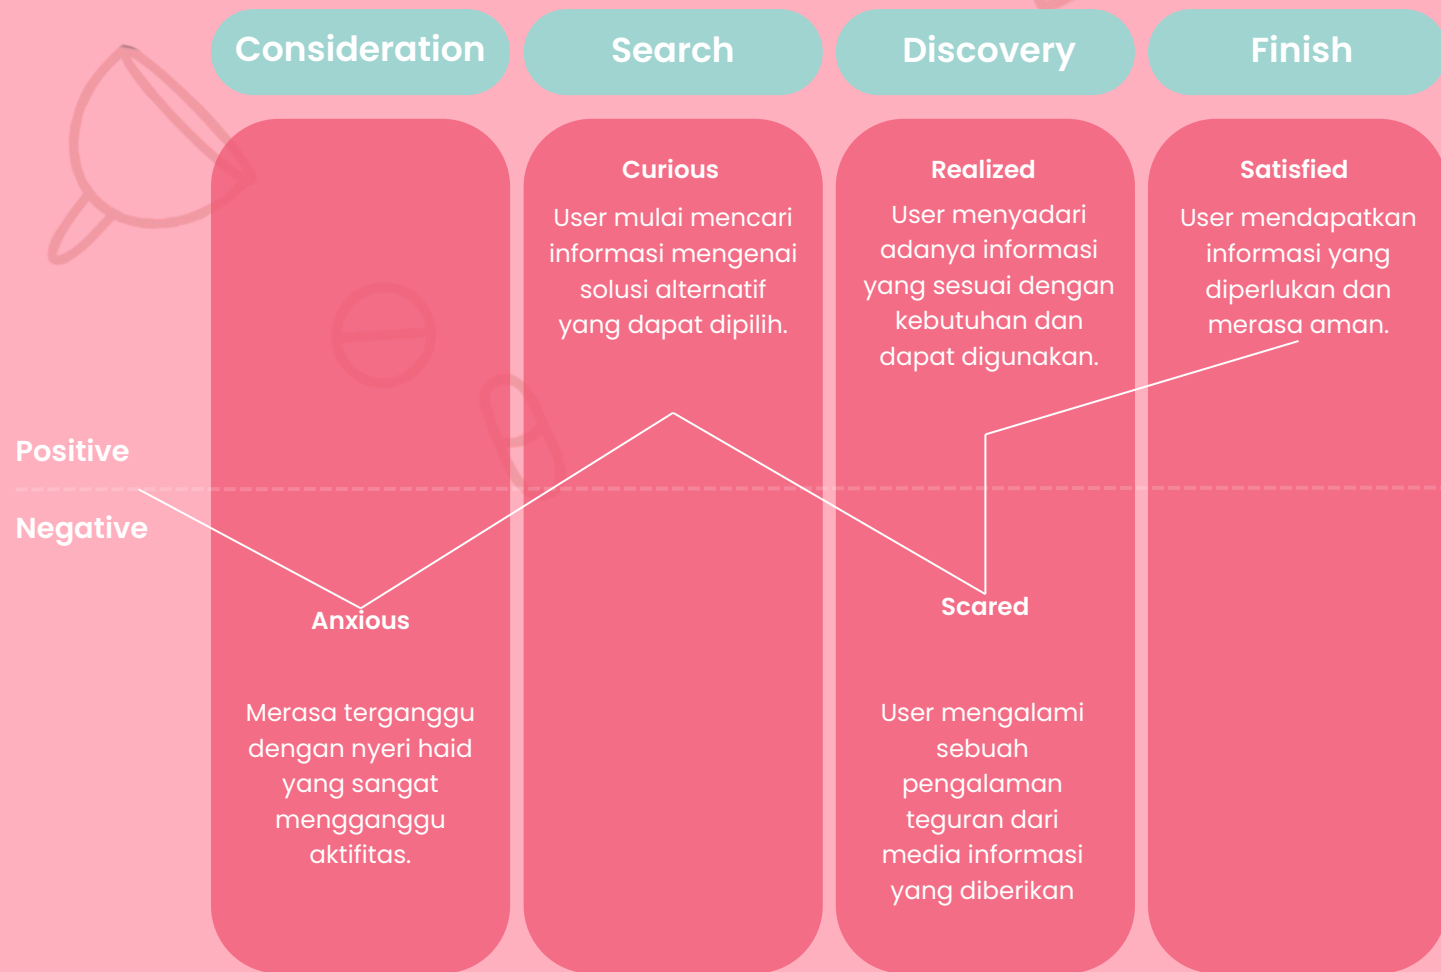 Consideration
Search
Discovery
Finish
Curious
User mulai mencari
informasi mengenai
solusi alternatif
yang dapat dipilih.
Realized
User menyadari
adanya informasi
yang sesuai dengan
kebutuhan dan
dapat digunakan.
Satisfied
User mendapatkan
informasi yang
diperlukan dan
merasa aman.
Positive
Negative
Anxious
Merasa terganggu
dengan nyeri haid
yang sangat
mengganggu
aktifitas.
Scared
User mengalami
sebuah
pengalaman
teguran dari
media informasi
yang diberikan